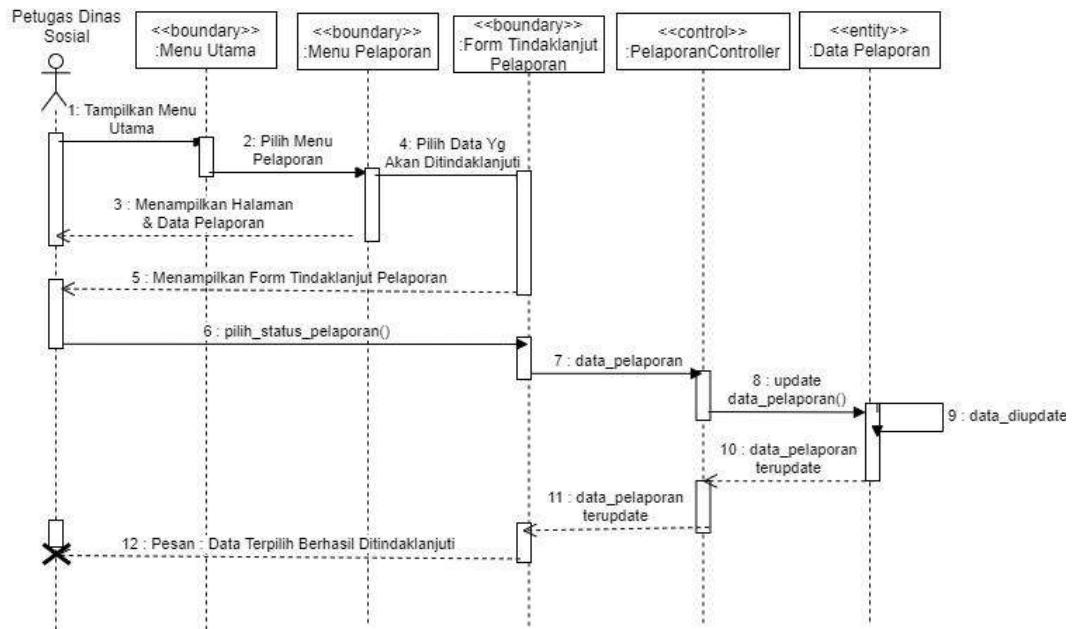 Petugas Dinas
Sosial
<<boundary>>
:Menu Utama
<<boundary>>
:Menu Pelaporan
<<boundary>>
:Form Tindaklanjut
Pelaporan
<<control>>
:PelaporanController
<<entity>>
:Data Pelaporan
1: Tampilkan Menu
Utama
2: Pilih Menu
Pelaporan
4: Pilih Data Yg
Akan Ditindaklanjuti
3 : Menampilkan Halaman
& Data Pelaporan
5 : Menampilkan Form Tindaklanjut Pelaporan
6 : pilih_status_pelaporan()
7 : data_pelaporan
8 : update
data_pelaporan()
9 : data_diupdate
10 : data_pelaporan
terupdate
11 : data_pelaporan
terupdate
12 : Pesan : Data Terpilih Berhasil Ditindaklanjuti